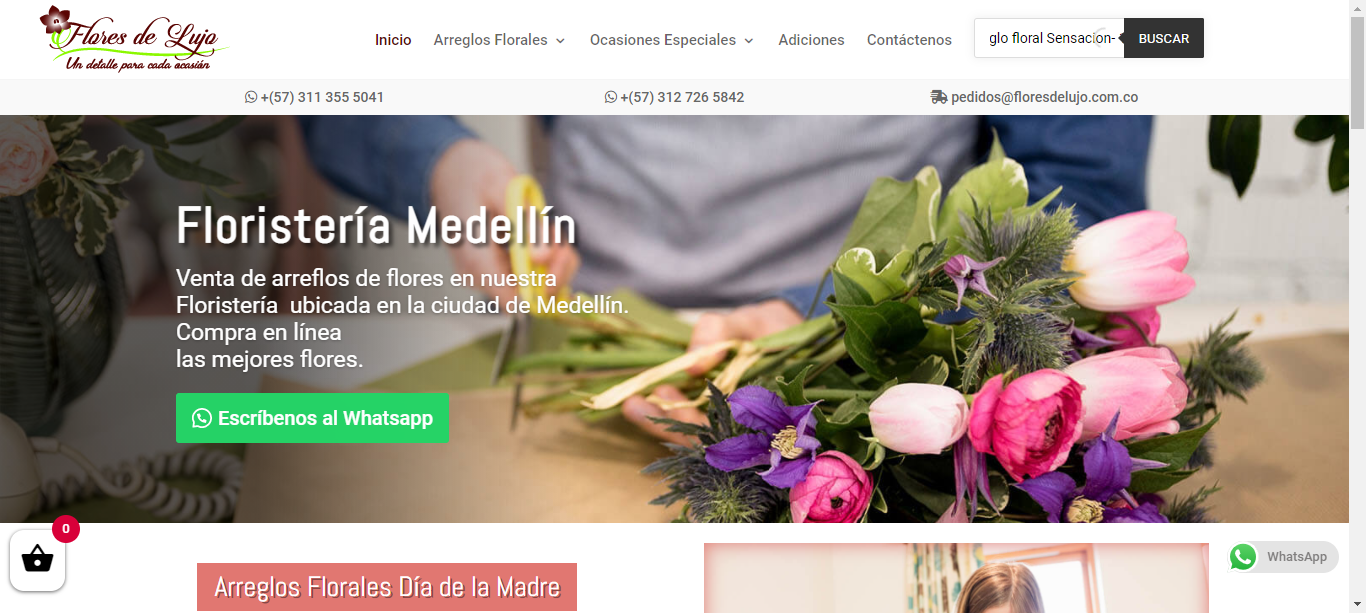 Flores de Lujo
Un detalle para cada ocasión
Inicio
Arreglos Florales
Ocasiones Especiales
Adiciones
Contáctenos
glo floral Sensación-
BUSCAR
+(57) 311 355 5041
+(57) 312 726 5842
pedidos@floresdelujo.com.co
Floristería Medellín
Venta de arreflos de flores en nuestra
Floristería ubicada en la ciudad de Medellín.
Compra en línea
las mejores flores.
Escríbenos al Whatsapp
0
WhatsApp
Arreglos Florales Día de la Madre